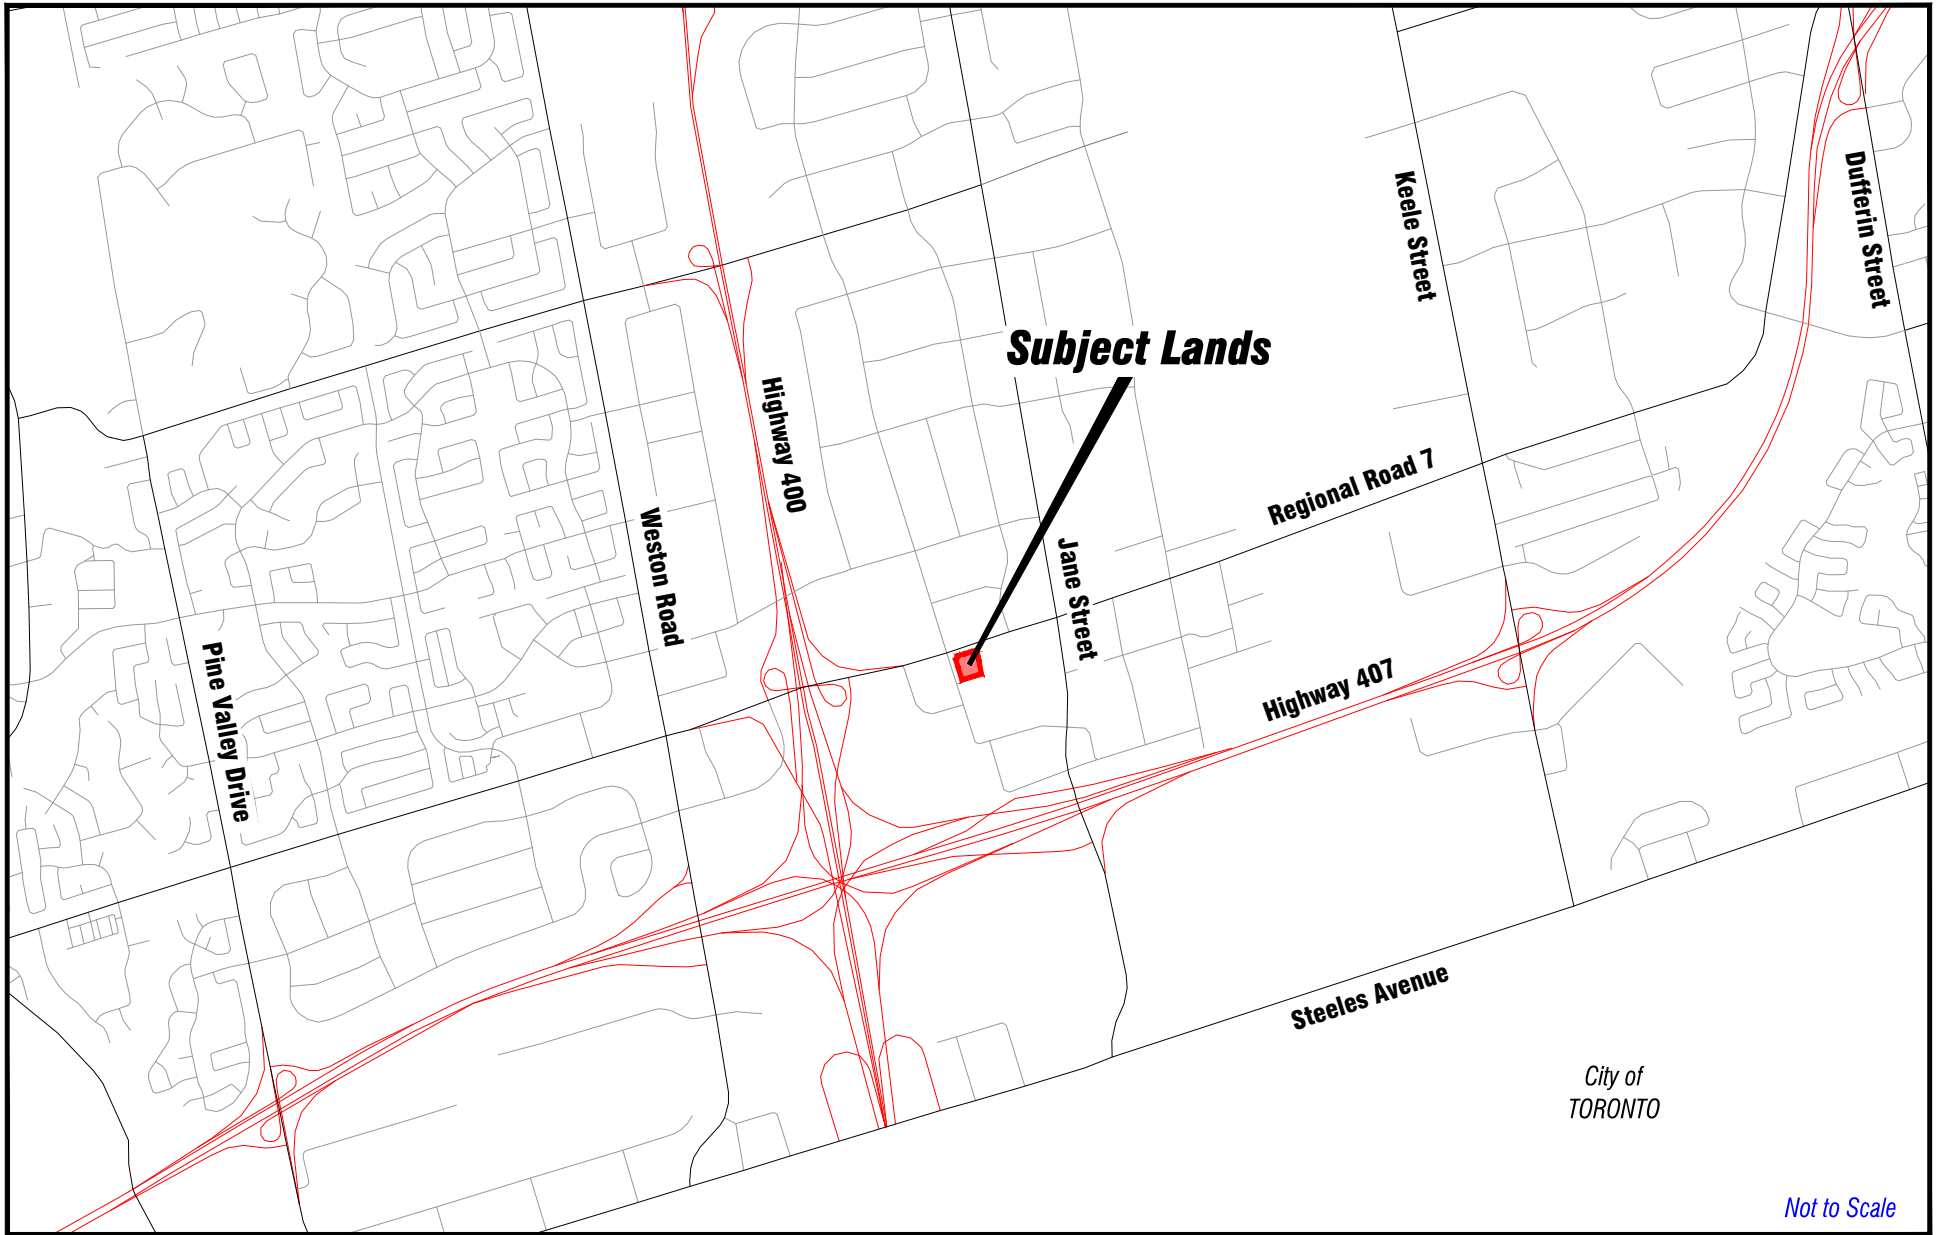 Dufferin Street
Keele Street
Subject Lands
Highway 400
Regional Road 7
Weston Road
Jane Street
Pine Valley Drive
Highway 407
Steeles Avenue
City of
TORONTO
Not to Scale